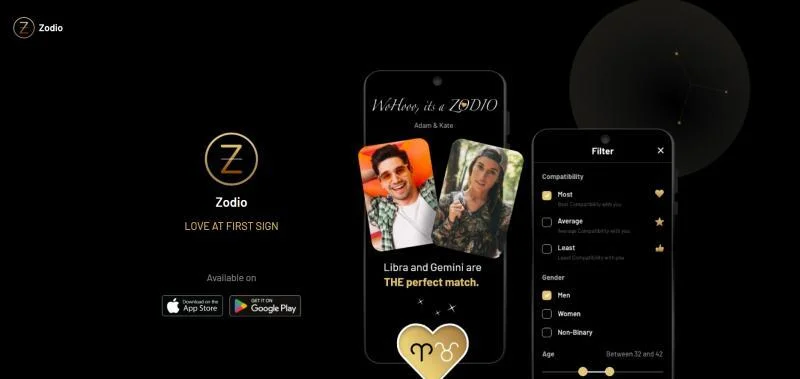 Zodio
Z
Zodio
LOVE AT FIRST SIGN
Available on
Download on the
App Store
GET IT ON
Google Play
WoHooo, its a ZODIO
Adam & Kate
Libra and Gemini are
THE perfect match.
Filter
Compatibility
Most
Best Compatibility with you
Average
Average Compatibility with you
Least
Least Compatibility with you
Gender
Men
Women
Non-Binary
Age Between 32 and 42